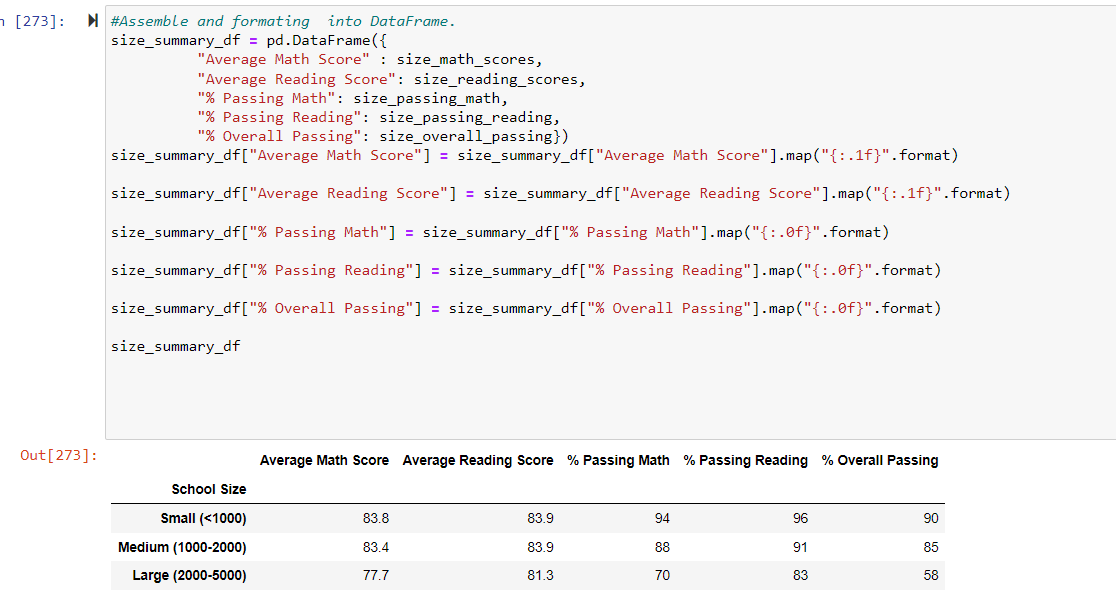 n [273]:
#Assemble and formating  into DataFrame.
size_summary_df = pd.DataFrame({
          "Average Math Score" : size_math_scores,
          "Average Reading Score": size_reading_scores,
          "% Passing Math": size_passing_math,
          "% Passing Reading": size_passing_reading,
          "% Overall Passing": size_overall_passing})
size_summary_df["Average Math Score"] = size_summary_df["Average Math Score"].map("{:.1f}".format)
size_summary_df["Average Reading Score"] = size_summary_df["Average Reading Score"].map("{:.1f}".format)
size_summary_df["% Passing Math"] = size_summary_df["% Passing Math"].map("{:.0f}".format)
size_summary_df["% Passing Reading"] = size_summary_df["% Passing Reading"].map("{:.0f}".format)
size_summary_df["% Overall Passing"] = size_summary_df["% Overall Passing"].map("{:.0f}".format)
size_summary_df
Out[273]:
Average Math Score Average Reading Score % Passing Math % Passing Reading % Overall Passing
School Size
Small (<1000) 83.8 83.9 94 96 90
Medium (1000-2000) 83.4 83.9 88 91 85
Large (2000-5000) 77.7 81.3 70 83 58